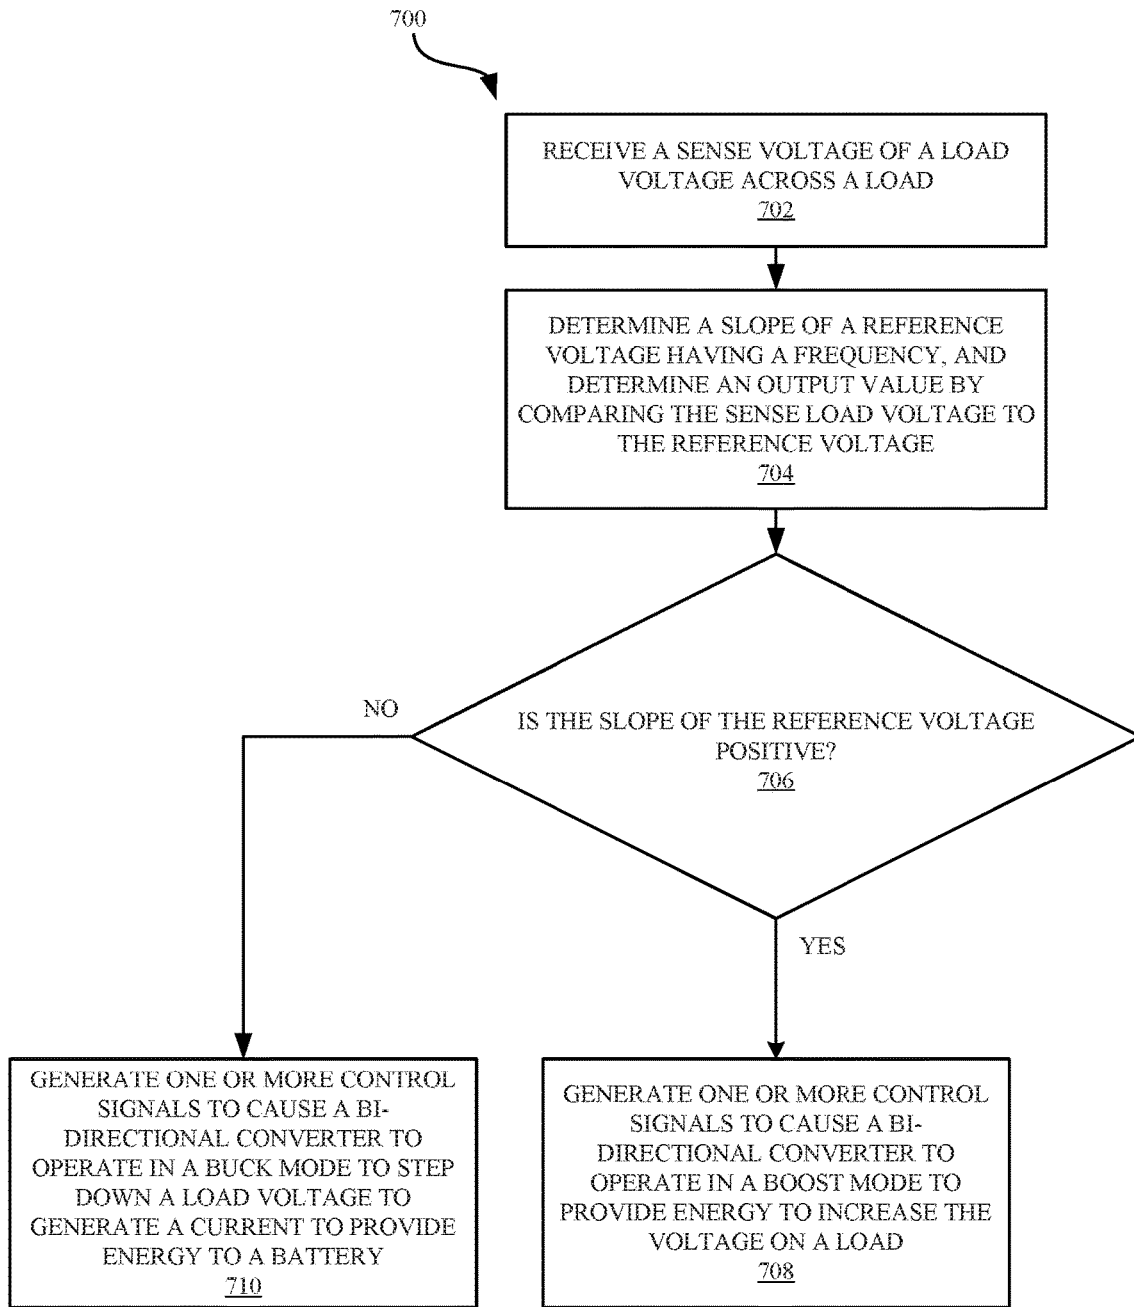 700
RECEIVE A SENSE VOLTAGE OF A LOAD
VOLTAGE ACROSS A LOAD
702
DETERMINE A SLOPE OF A REFERENCE
VOLTAGE HAVING A FREQUENCY, AND
DETERMINE AN OUTPUT VALUE BY
COMPARING THE SENSE LOAD VOLTAGE TO
THE REFERENCE VOLTAGE
704
IS THE SLOPE OF THE REFERENCE VOLTAGE
POSITIVE?
706
NO
YES
GENERATE ONE OR MORE CONTROL
SIGNALS TO CAUSE A BI-
DIRECTIONAL CONVERTER TO
OPERATE IN A BUCK MODE TO STEP
DOWN A LOAD VOLTAGE TO
GENERATE A CURRENT TO PROVIDE
ENERGY TO A BATTERY
710
GENERATE ONE OR MORE CONTROL
SIGNALS TO CAUSE A BI-
DIRECTIONAL CONVERTER TO
OPERATE IN A BOOST MODE TO
PROVIDE ENERGY TO INCREASE THE
VOLTAGE ON A LOAD
708